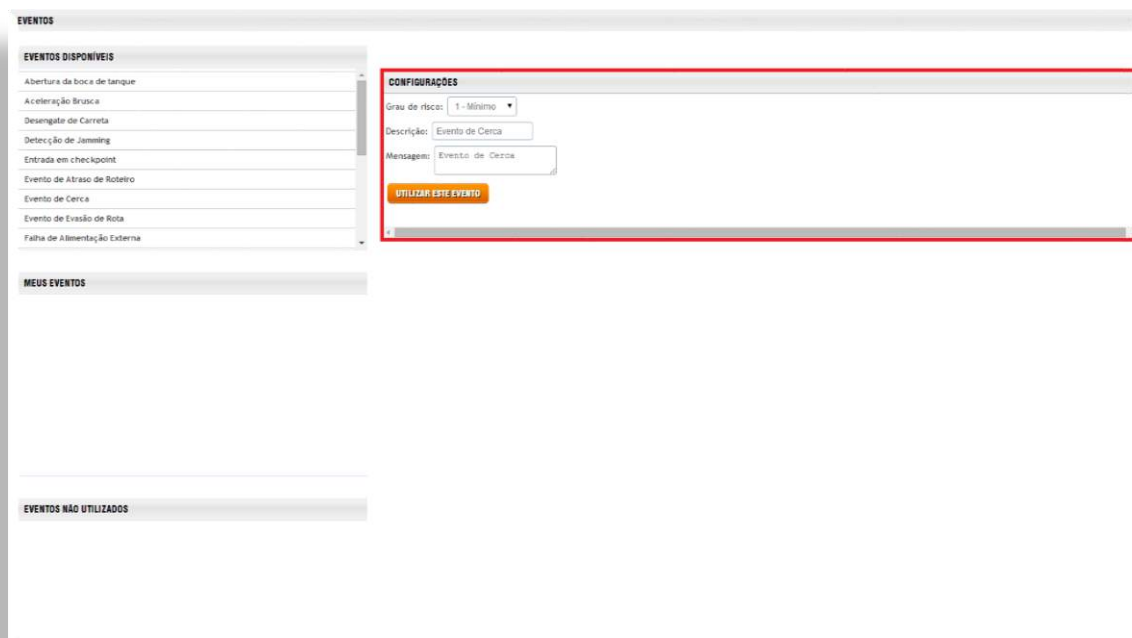 EVENTOS
EVENTOS DISPONÍVEIS
Abertura da boca de tanque
Aceleração Brusca
Desengate de Carreta
Detecção de Jamming
Entrada em checkpoint
Evento de Atraso de Roteiro
Evento de Cerca
Evento de Evasão de Rota
Falha de Alimentação Externa
CONFIGURAÇÕES
Grau de risco: 1 - Mínimo
Descrição: Evento de Cerca
Mensagem: Evento de Cerca
UTILIZAR ESTE EVENTO
MEUS EVENTOS
EVENTOS NÃO UTILIZADOS